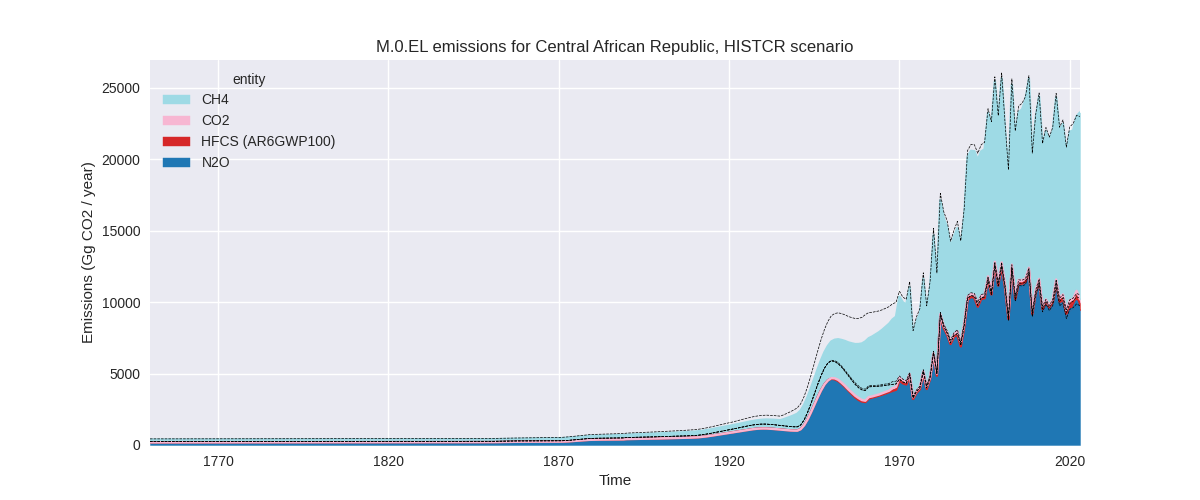 M.0.EL emissions for Central African Republic, HISTCR scenario
entity
CH4
CO2
HFCS (AR6GWP100)
N2O
Emissions (Gg CO2 / year)
25000
20000
15000
10000
5000
0
1770
1820
1870
1920
1970
2020
Time